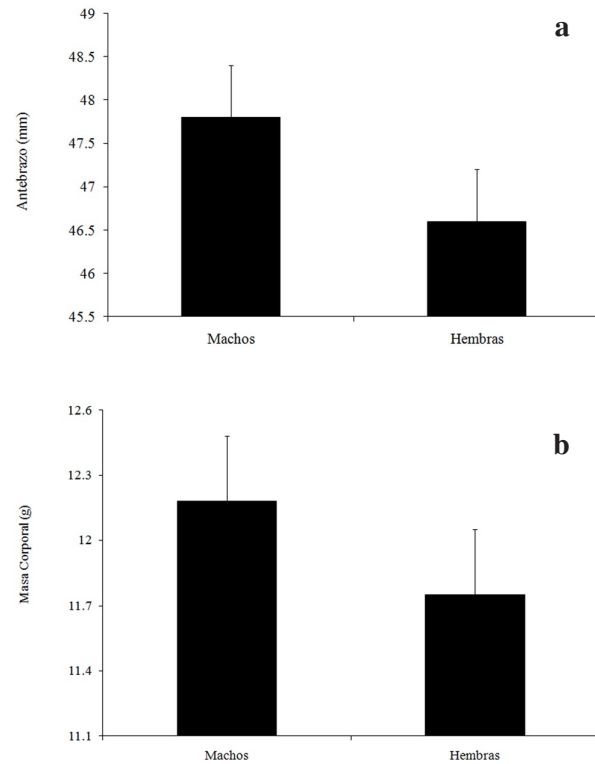 a
49
48.5
48
47.5
47
46.5
46
45.5
Antebrazo (mm)
Machos Hembras
b
12.6
12.3
12
11.7
11.4
11.1
Masa Corporal (g)
Machos Hembras